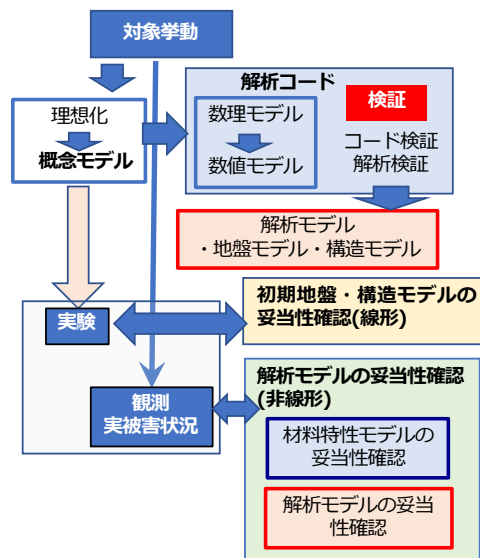 対象挙動
理想化
概念モデル
解析コード
数理モデル
数値モデル
検証
コード検証
解析検証
解析モデル
・地盤モデル・構造モデル
実験
初期地盤・構造モデルの
妥当性確認(線形)
観測
実被害状況
解析モデルの妥当性確認
(非線形)
材料特性モデルの
妥当性確認
解析モデルの妥当
性確認